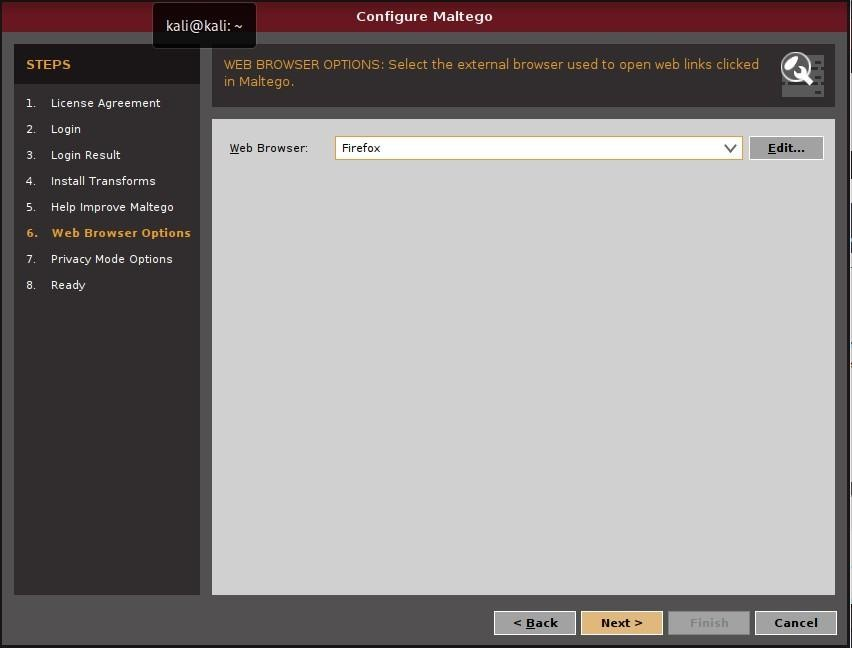 Configure Maltego
kali@kali: ~
STEPS
1. License Agreement
2. Login
3. Login Result
4. Install Transforms
5. Help Improve Maltego
6. Web Browser Options
7. Privacy Mode Options
8. Ready
WEB BROWSER OPTIONS: Select the external browser used to open web links clicked
in Maltego.
Web Browser: Firefox Edit...
< Back Next > Finish Cancel